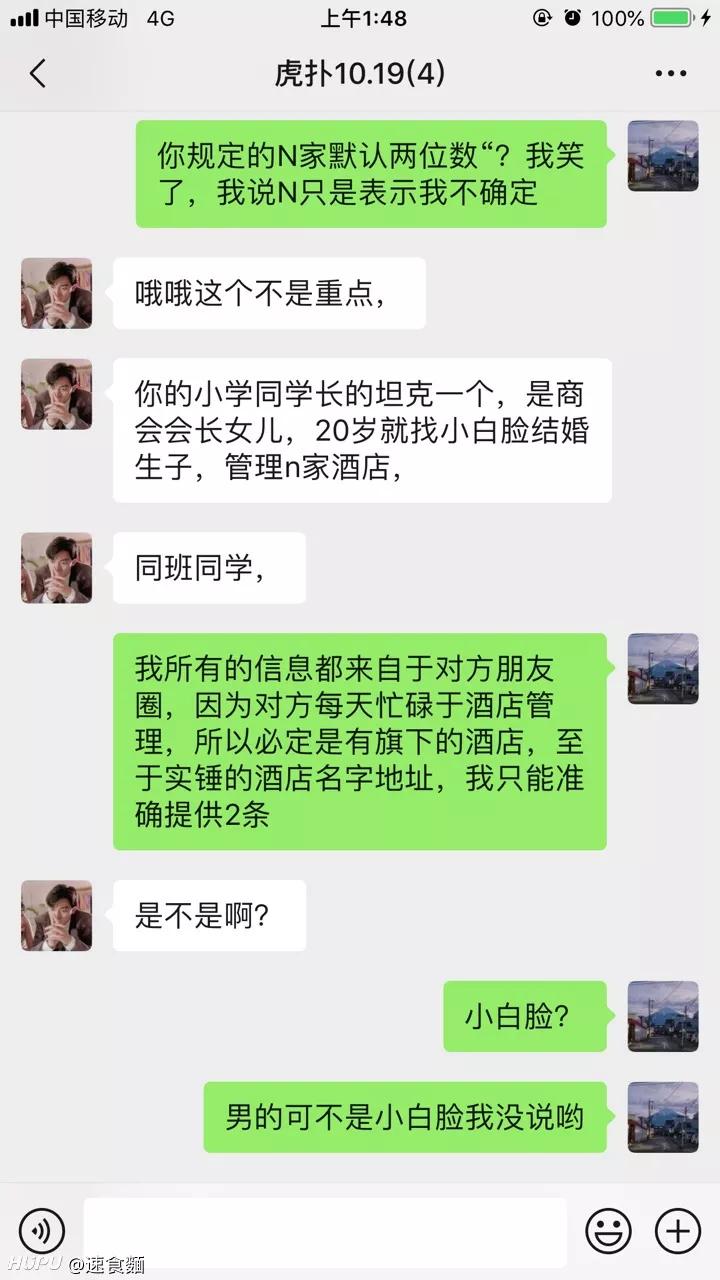 中国移动 4G 上午1:48 100%
虎扑10.19(4)
你规定的N家默认两位数“？我笑
了，我说N只是表示我不确定
哦哦这个不是重点，
你的小学同学长的坦克一个，是商
会会长女儿，20岁就找小白脸结婚
生子，管理n家酒店，
同班同学，
我所有的信息都来自于对方朋友
圈，因为对方每天忙碌于酒店管
理，所以必定是有旗下的酒店，至
于实锤的酒店名字地址，我只能准
确提供2条
是不是啊？
小白脸？
男的可不是小白脸我没说哟
HUPU @速食麵